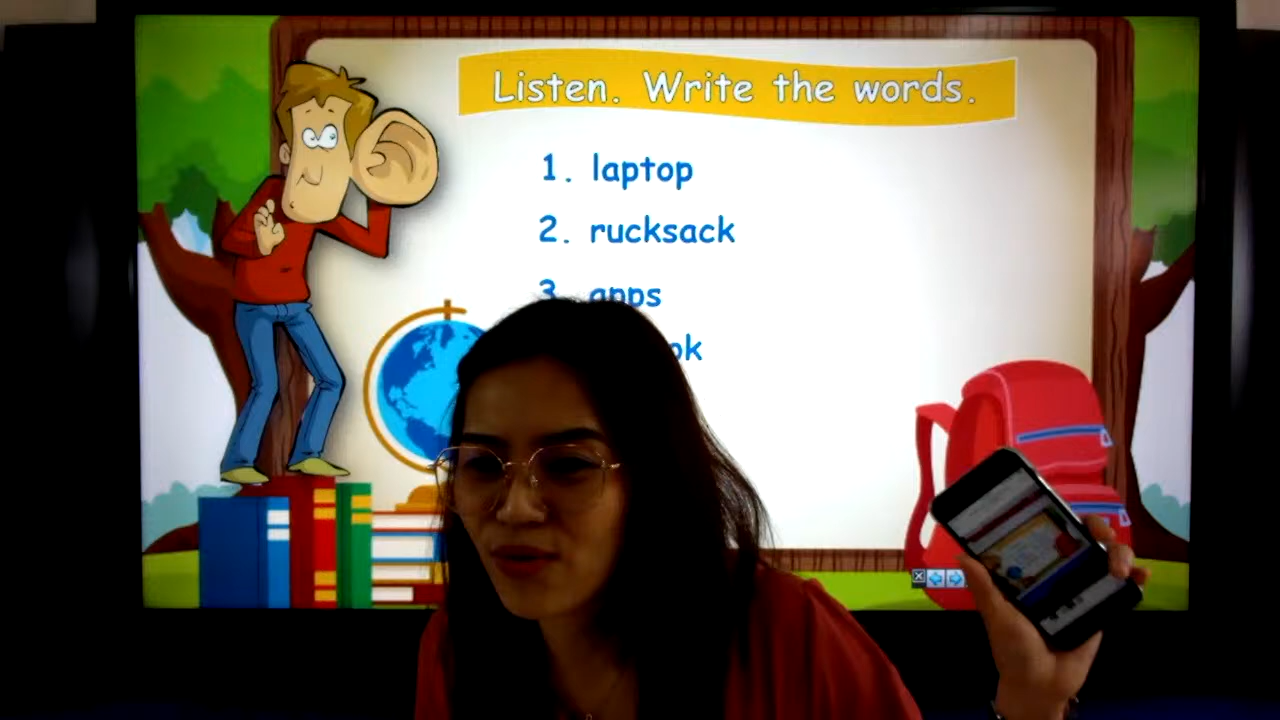 Listen. Write the words.
1. laptop
2. rucksack
3. apps